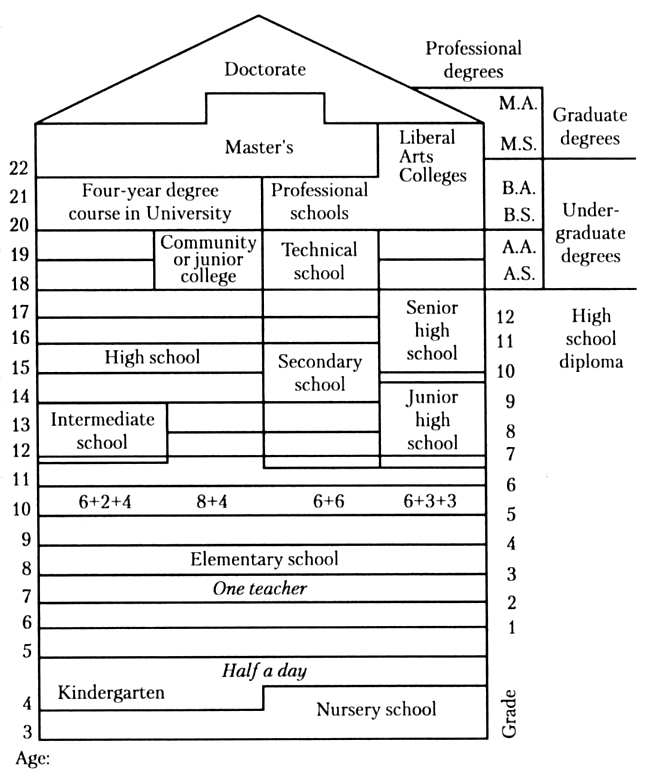 Professional
degrees
Doctorate
M.A.
Graduate
degrees
M.S.
Master's
Liberal
Arts
Colleges
22
21
20
Four-year degree
course in University
Professional
schools
B.A.
B.S.
Under-
graduate
degrees
19
18
Community
or junior
college
Technical
school
A.A.
A.S.
17
16
15
14
High school
Secondary
school
Senior
high
school
12
11
10
High
school
diploma
13
12
Intermediate
school
Junior
high
school
9
8
7
11
10
6+2+4
8+4
6+6
6+3+3
6
5
9
8
7
6
5
Elementary school
One teacher
4
3
2
1
Half a day
Kindergarten
Nursery school
4
3
Grade
Age: